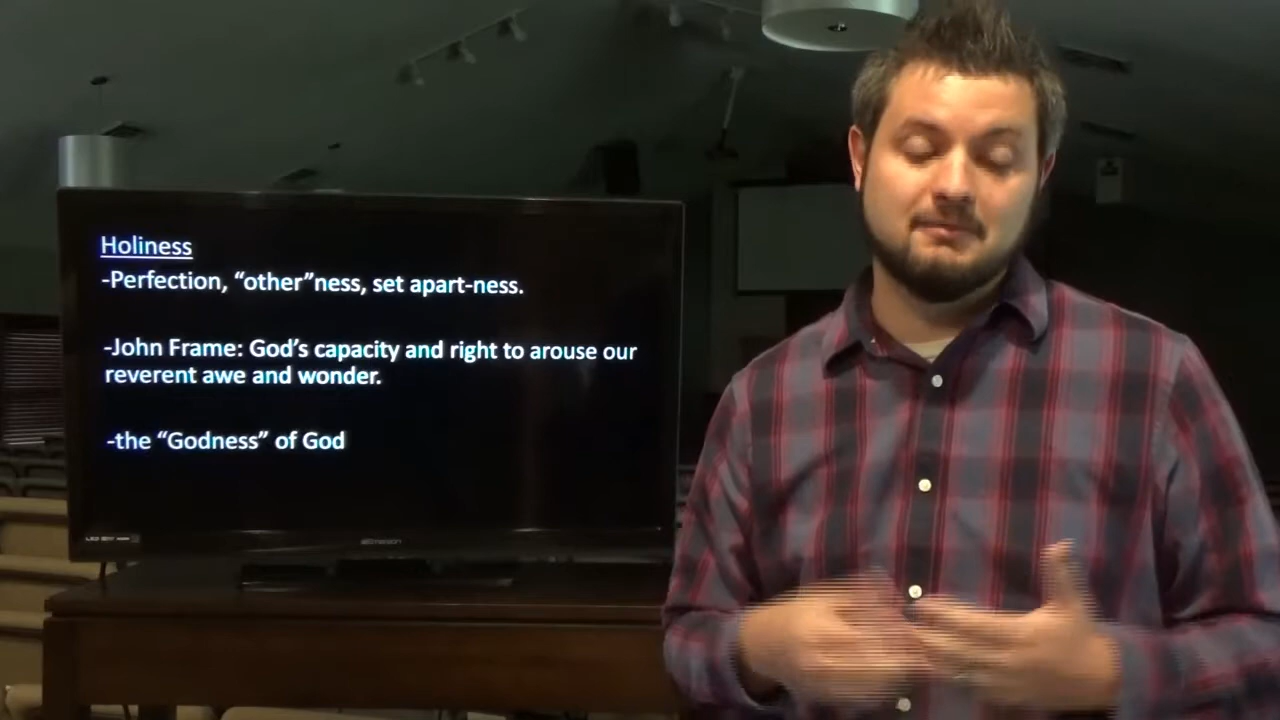 Holiness
-Perfection, “other”ness, set apart-ness.
-John Frame: God’s capacity and right to arouse our
reverent awe and wonder.
-the “Godness” of God